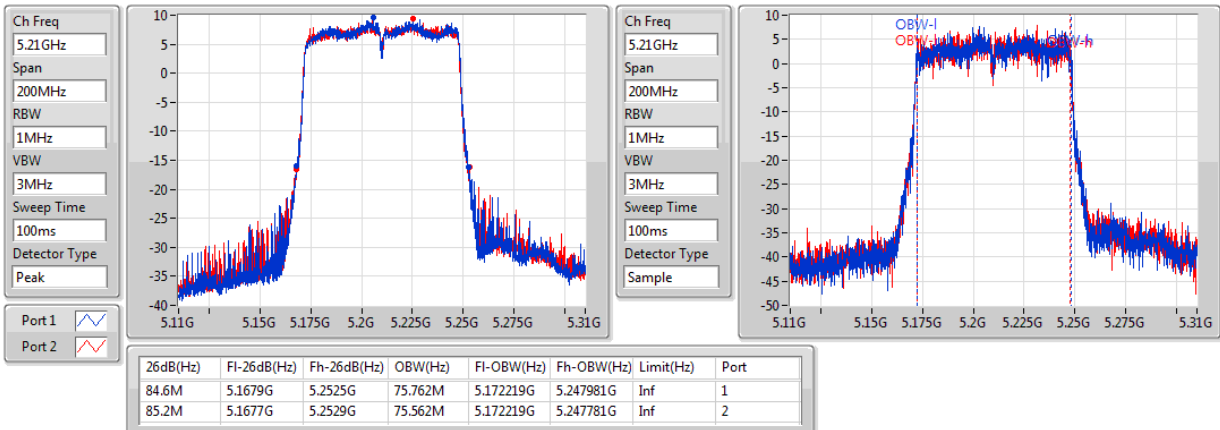 Ch Freq
5.21GHz
Span
200MHz
RBW
1MHz
VBW
3MHz
Sweep Time
100ms
Detector Type
Peak
Port 1
Port 2
10
5
0
-5
-10
-15
-20
-25
-30
-35
-40
5.11G 5.15G 5.175G 5.2G 5.225G 5.25G 5.275G 5.31G
Ch Freq
5.21GHz
Span
200MHz
RBW
1MHz
VBW
3MHz
Sweep Time
100ms
Detector Type
Sample
10
5
0
-5
-10
-15
-20
-25
-30
-35
-40
-45
-50
OBW-l
5.11G 5.15G 5.175G 5.2G 5.225G 5.25G 5.275G 5.31G
26dB(Hz) Fl-26dB(Hz) Fh-26dB(Hz) OBW(Hz) Fl-OBW(Hz) Fh-OBW(Hz) Limit(Hz) Port
84.6M 5.1679G 5.2525G 75.762M 5.172219G 5.247981G Inf 1
85.2M 5.1677G 5.2529G 75.562M 5.172219G 5.247781G Inf 2